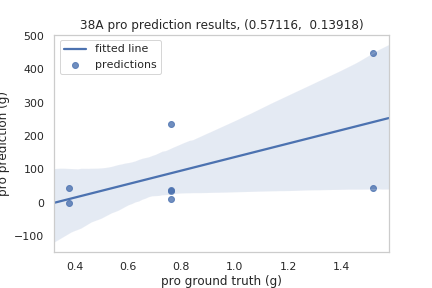 38A pro prediction results, (0.57116, 0.13918)
fitted line
predictions
pro prediction (g)
500
400
300
200
100
0
−100
0.4 0.6 0.8 1.0 1.2 1.4
pro ground truth (g)